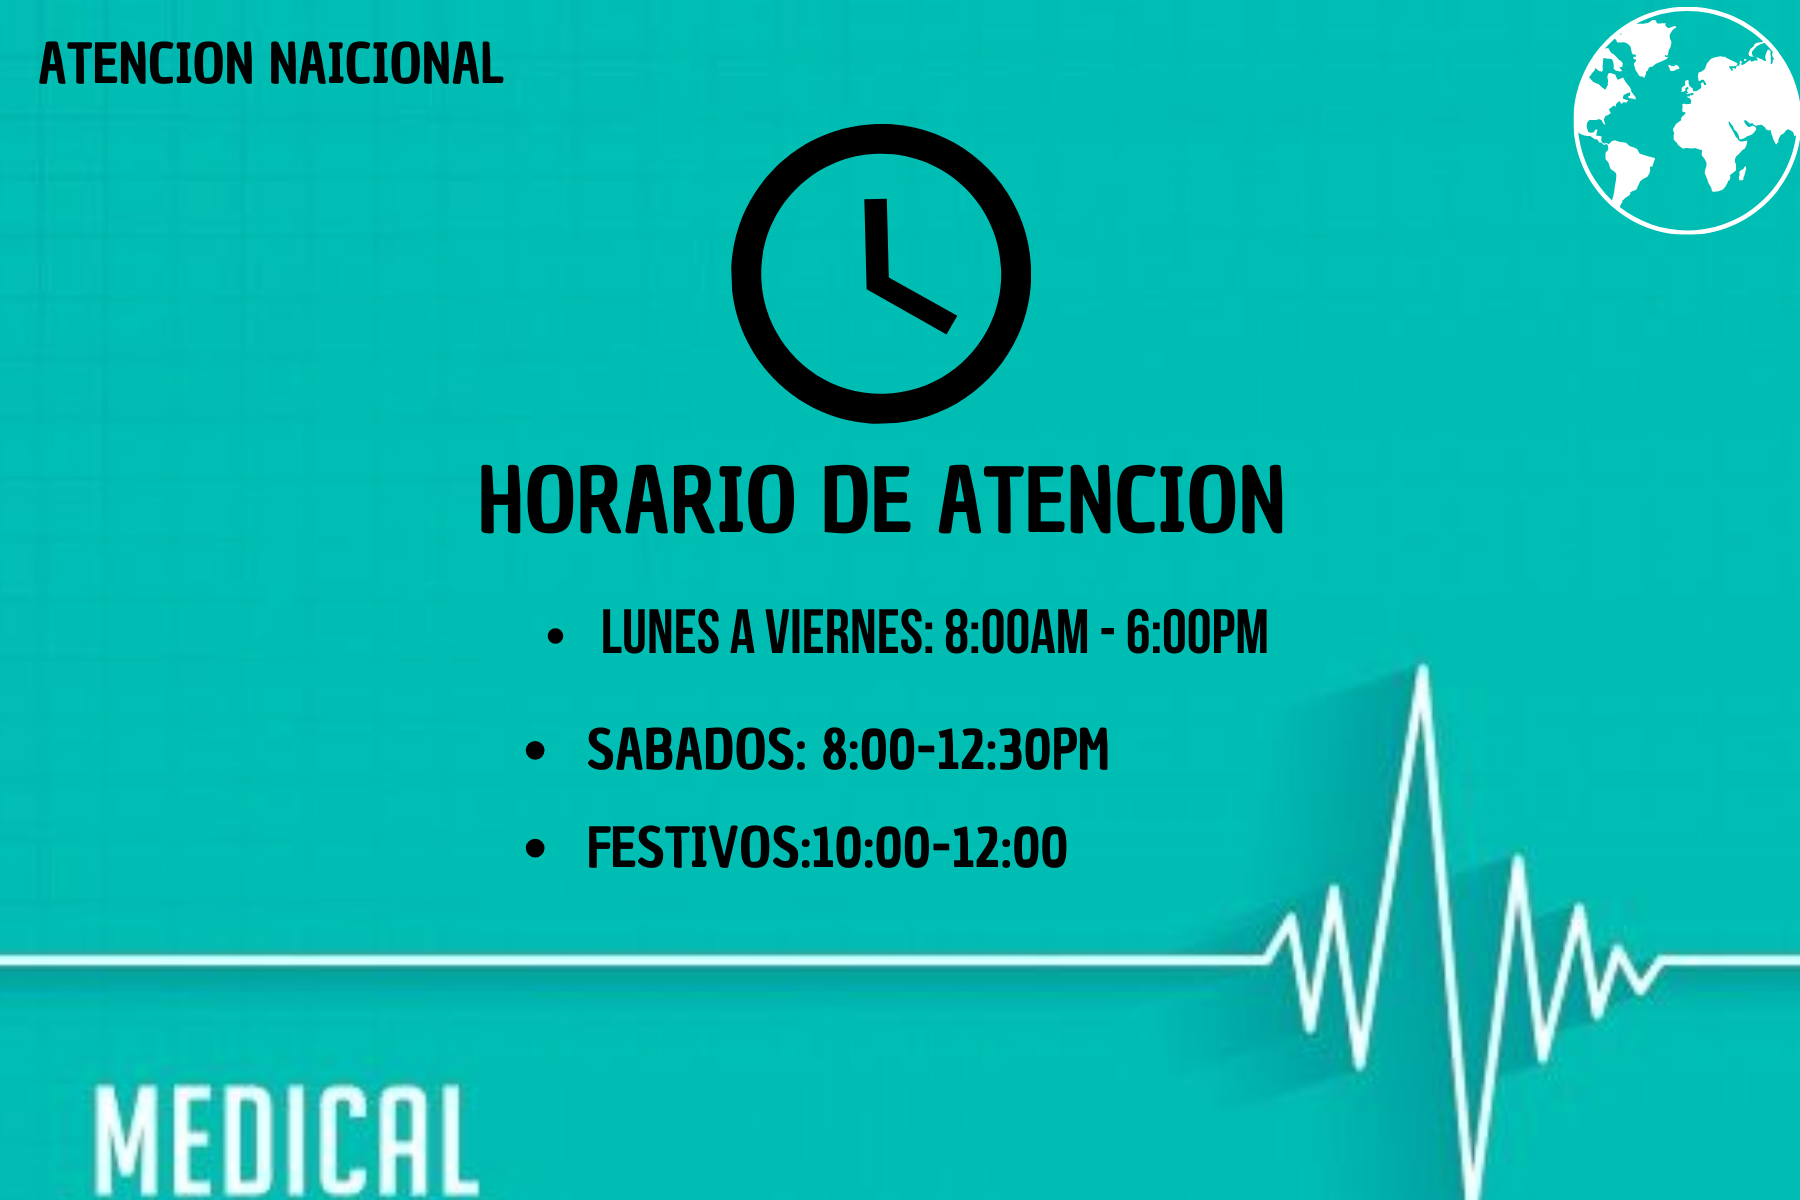 ATENCION NAICIONAL
HORARIO DE ATENCION
• LUNES A VIERNES: 8:00AM - 6:00PM
• SABADOS: 8:00-12:30PM
• FESTIVOS:10:00-12:00
MEDICAL